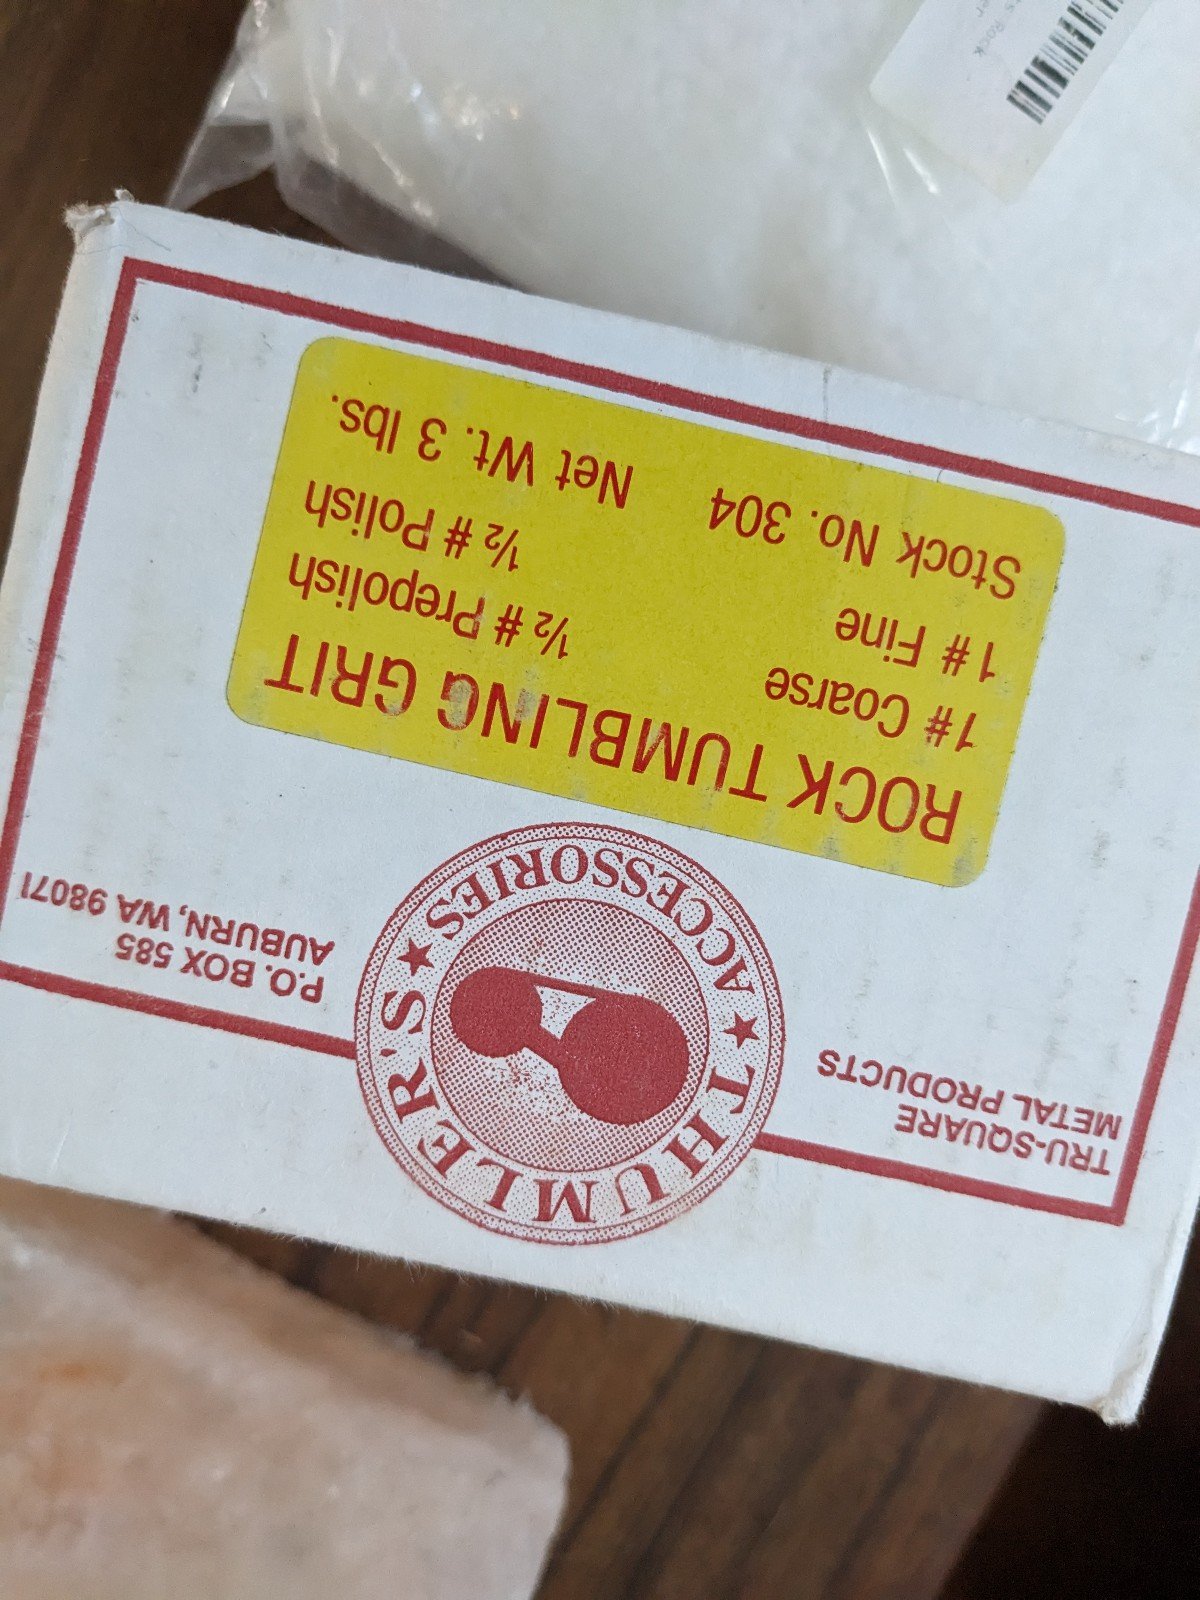 TRU-SQUARE
METAL PRODUCTS
THUMLER'S ★ ACCESSORIES ★
P.O. BOX 585
AUBURN, WA 98071
ROCK TUMBLING GRIT
1# Coarse ½ # Prepolish
1# Fine ½ # Polish
Stock No. 304 Net Wt. 3 lbs.
Rock